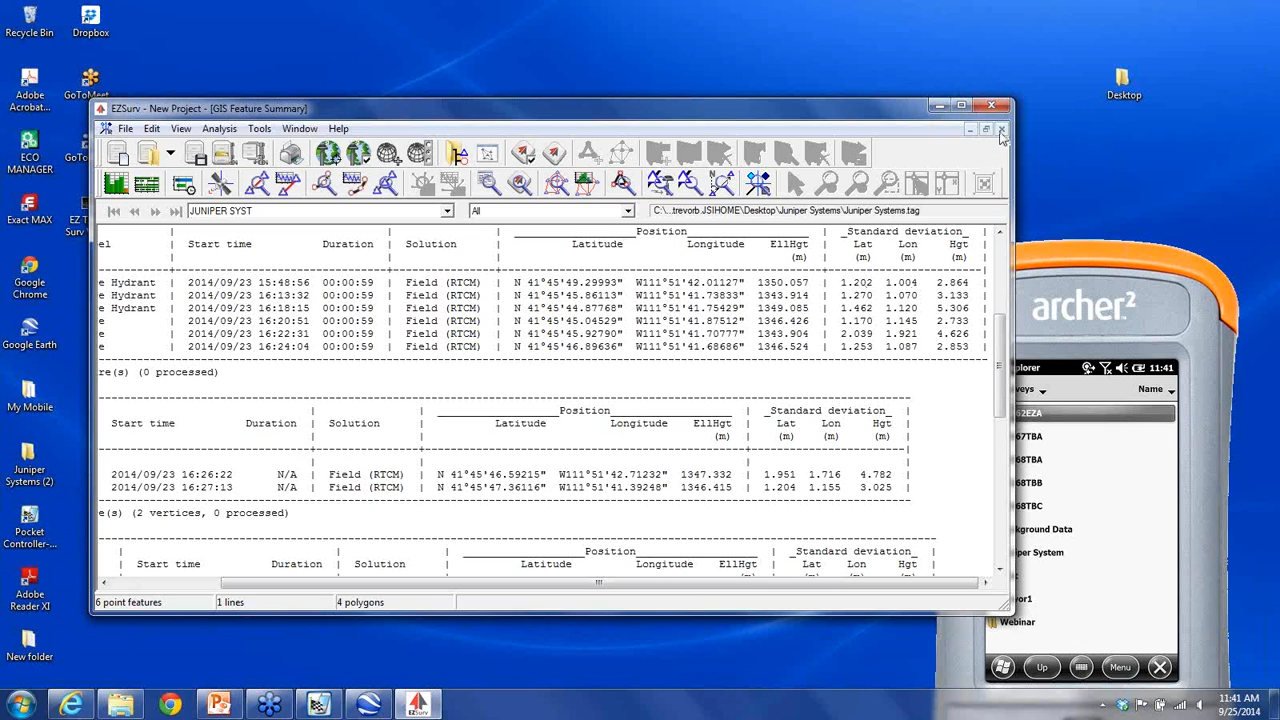 Recycle Bin
Dropbox
Adobe
Acrobat...
GoToMeet
ECO
MANAGER
GoTo
Exact MAX
EZ T
Surv
Google
Chrome
Google Earth
My Mobile
Juniper
Systems (2)
Pocket
Controller-...
Adobe
Reader XI
New folder
Desktop
EZSurv - New Project - [GIS Feature Summary]
File Edit View Analysis Tools Window Help
JUNIPER SYST All C:\...trevorb.JSIHOME\Desktop\Juniper Systems\Juniper Systems.tag
Position Standard deviation
el Start time Duration Solution Latitude Longitude EllHgt Lat Lon Hgt
(m) (m)
e Hydrant 2014/09/23 15:48:56 00:00:59 Field (RTCM) N 41°45'49.29993" W111°51'42.01127" 1350.057 1.202 1.004 2.864
e Hydrant 2014/09/23 16:13:32 00:00:59 Field (RTCM) N 41°45'45.86113" W111°51'41.73833" 1343.914 1.270 1.070 3.133
e Hydrant 2014/09/23 16:18:15 00:00:59 Field (RTCM) N 41°45'44.87768" W111°51'41.75429" 1349.085 1.462 1.120 5.306
e 2014/09/23 16:20:51 00:00:59 Field (RTCM) N 41°45'45.04529" W111°51'41.87512" 1346.426 1.170 1.145 2.733
e 2014/09/23 16:22:31 00:00:59 Field (RTCM) N 41°45'45.92790" W111°51'41.70777" 1343.904 2.039 1.921 4.626
e 2014/09/23 16:24:04 00:00:59 Field (RTCM) N 41°45'46.89636" W111°51'41.68686" 1346.524 1.253 1.087 2.853
re(s) (0 processed)
Position Standard deviation
Start time Duration Solution Latitude Longitude EllHgt Lat Lon Hgt
(m) (m) (m)
2014/09/23 16:26:22 N/A Field (RTCM) N 41°45'46.59215" W111°51'42.71232" 1347.332 1.951 1.716 4.782
2014/09/23 16:27:13 N/A Field (RTCM) N 41°45'47.36116" W111°51'41.39248" 1346.415 1.204 1.155 3.025
e(s) (2 vertices, 0 processed)
Position Standard deviation
Start time Duration Solution Latitude Longitude EllHgt Lat Lon Hgt
6 point features 1 lines 4 polygons
archer²
plorer 11:41
veys Name
62EZA
67TBA
68TBA
68TBB
68TBC
kground Data
iper System
t
vor1
Webinar
Up Menu
EZSurv
11:41 AM
9/25/2014